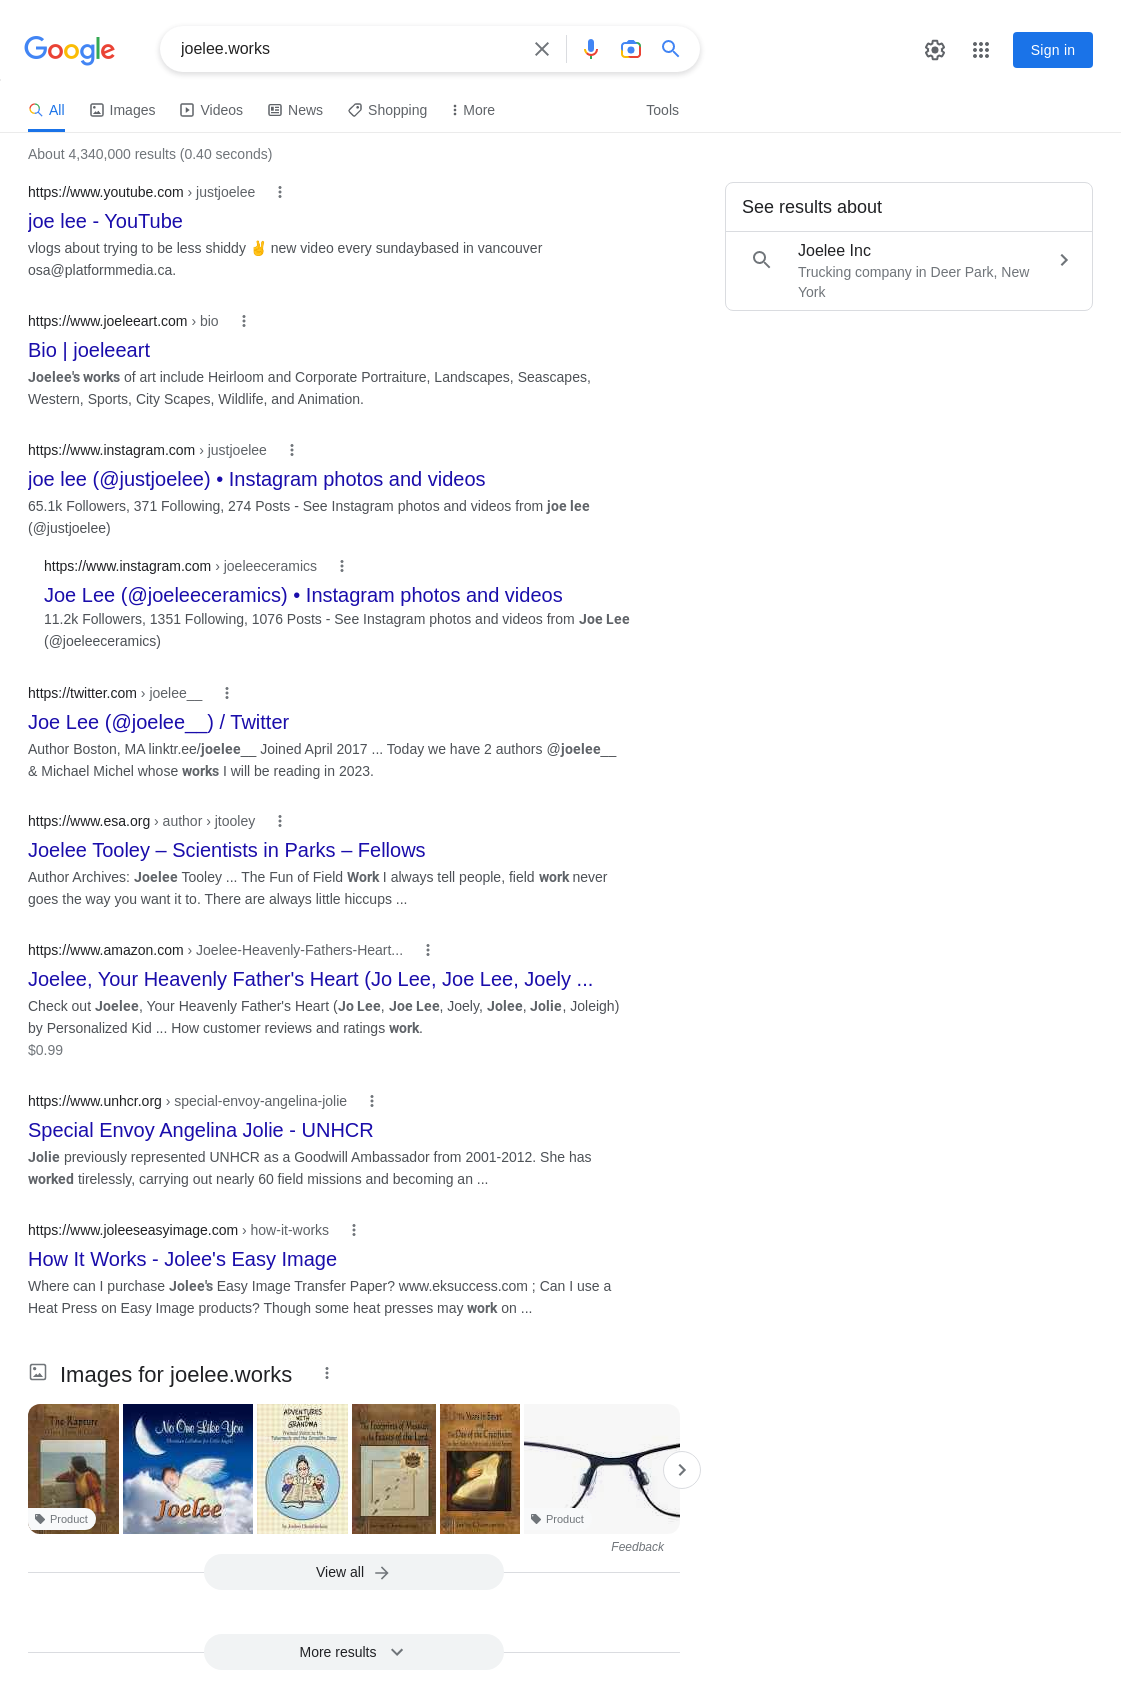 Google
joelee.works
Sign in
All
Images
Videos
News
Shopping
More
Tools
About 4,340,000 results (0.40 seconds)
https://www.youtube.com › justjoelee
joe lee - YouTube
vlogs about trying to be less shiddy ✌️ new video every sundaybased in vancouver
osa@platformmedia.ca.
https://www.joeleeart.com › bio
Bio | joeleeart
Joelee's works of art include Heirloom and Corporate Portraiture, Landscapes, Seascapes,
Western, Sports, City Scapes, Wildlife, and Animation.
https://www.instagram.com › justjoelee
joe lee (@justjoelee) • Instagram photos and videos
65.1k Followers, 371 Following, 274 Posts - See Instagram photos and videos from joe lee
(@justjoelee)
https://www.instagram.com › joeleeceramics
Joe Lee (@joeleeceramics) • Instagram photos and videos
11.2k Followers, 1351 Following, 1076 Posts - See Instagram photos and videos from Joe Lee
(@joeleeceramics)
https://twitter.com › joelee__
Joe Lee (@joelee__) / Twitter
Author Boston, MA linktr.ee/joelee__ Joined April 2017 ... Today we have 2 authors @joelee__
& Michael Michel whose works I will be reading in 2023.
https://www.esa.org › author › jtooley
Joelee Tooley – Scientists in Parks – Fellows
Author Archives: Joelee Tooley ... The Fun of Field Work I always tell people, field work never
goes the way you want it to. There are always little hiccups ...
https://www.amazon.com › Joelee-Heavenly-Fathers-Heart...
Joelee, Your Heavenly Father's Heart (Jo Lee, Joe Lee, Joely ...
Check out Joelee, Your Heavenly Father's Heart (Jo Lee, Joe Lee, Joely, Jolee, Jolie, Joleigh)
by Personalized Kid ... How customer reviews and ratings work.
$0.99
https://www.unhcr.org › special-envoy-angelina-jolie
Special Envoy Angelina Jolie - UNHCR
Jolie previously represented UNHCR as a Goodwill Ambassador from 2001-2012. She has
worked tirelessly, carrying out nearly 60 field missions and becoming an ...
https://www.joleeseasyimage.com › how-it-works
How It Works - Jolee's Easy Image
Where can I purchase Jolee's Easy Image Transfer Paper? www.eksuccess.com ; Can I use a
Heat Press on Easy Image products? Though some heat presses may work on ...
See results about
Joelee Inc
Trucking company in Deer Park, New
York
Images for joelee.works
The Rapture
Product
No One Like You
Joelee
ADVENTURES
WITH
GRANDMA
The Footprints of Messiah
in the Feasts of the Lord
The Days of the Crucifixion
Product
Feedback
View all
More results